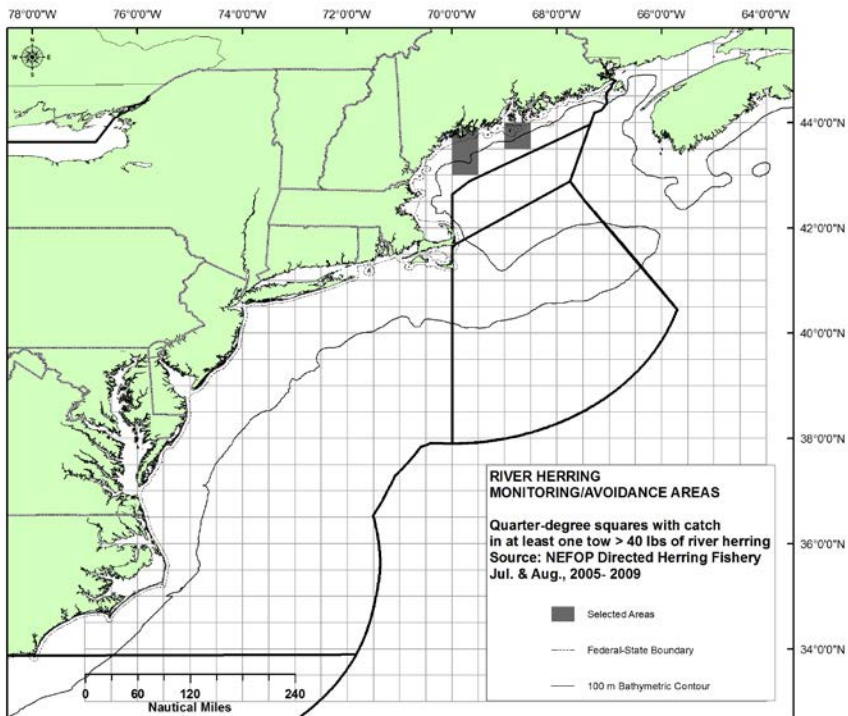 78°0'0"W 76°0'0"W 74°0'0"W 72°0'0"W 70°0'0"W 68°0'0"W 66°0'0"W 64°0'0"W
N
W E
S
44°0'0"N
42°0'0"N
40°0'0"N
38°0'0"N
36°0'0"N
34°0'0"N
RIVER HERRING
MONITORING/AVOIDANCE AREAS
Quarter-degree squares with catch
in at least one tow > 40 lbs of river herring
Source: NEFOP Directed Herring Fishery
Jul. & Aug., 2005- 2009
Selected Areas
Federal-State Boundary
100 m Bathymetric Contour
0 60 120 180 240
Nautical Miles